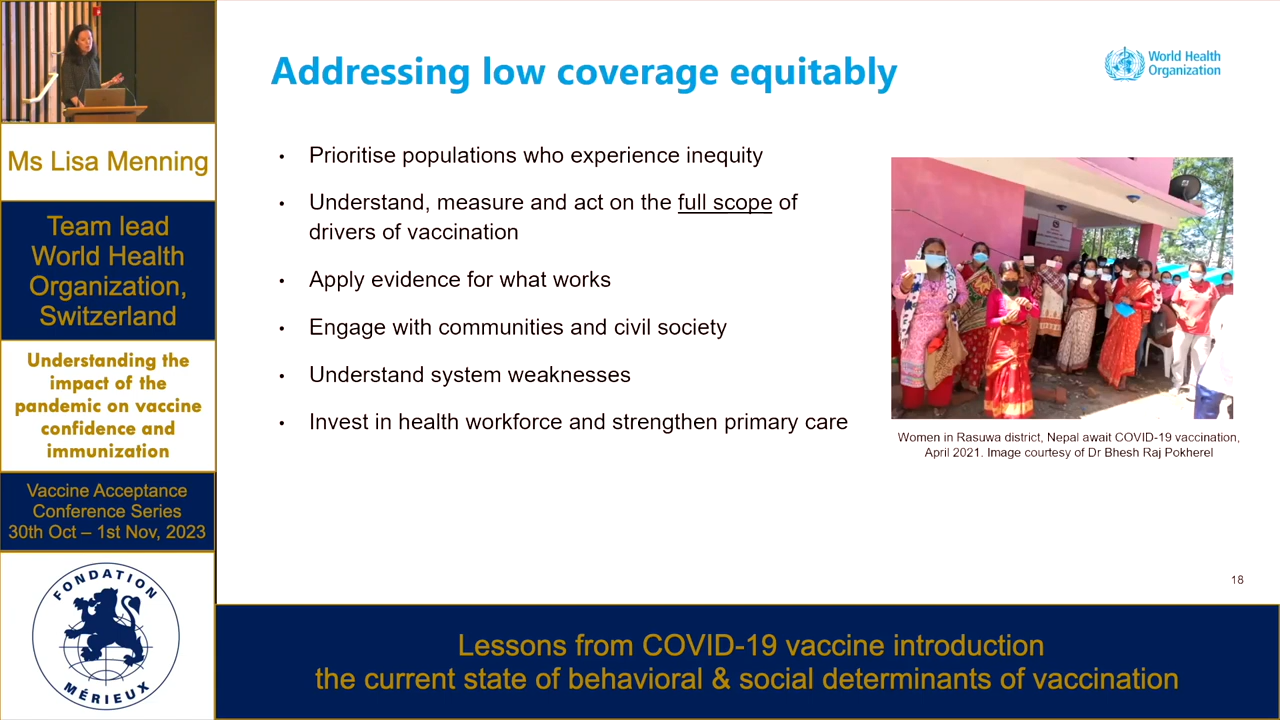 Ms Lisa Menning
Team lead
World Health
Organization,
Switzerland
Understanding the
impact of the
pandemic on vaccine
confidence and
immunization
Vaccine Acceptance
Conference Series
30th Oct – 1st Nov, 2023
FONDATION
MÉRIEUX
Addressing low coverage equitably
World Health
Organization
• Prioritise populations who experience inequity
• Understand, measure and act on the full scope of
drivers of vaccination
• Apply evidence for what works
• Engage with communities and civil society
• Understand system weaknesses
• Invest in health workforce and strengthen primary care
Women in Rasuwa district, Nepal await COVID-19 vaccination,
April 2021. Image courtesy of Dr Bhesh Raj Pokherel
18
Lessons from COVID-19 vaccine introduction
the current state of behavioral & social determinants of vaccination